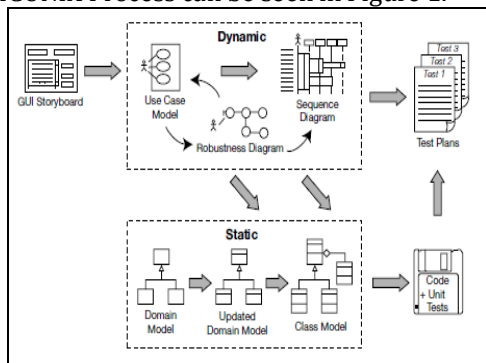 Process can be seen in Figure 1.
Dynamic
GUI Storyboard
Use Case
Model
Sequence
Diagram
Robustness Diagram
Test 3
Test 2
Test 1
Test Plans
Static
Domain
Model
Updated
Domain Model
Class Model
Code
+ Unit
Tests